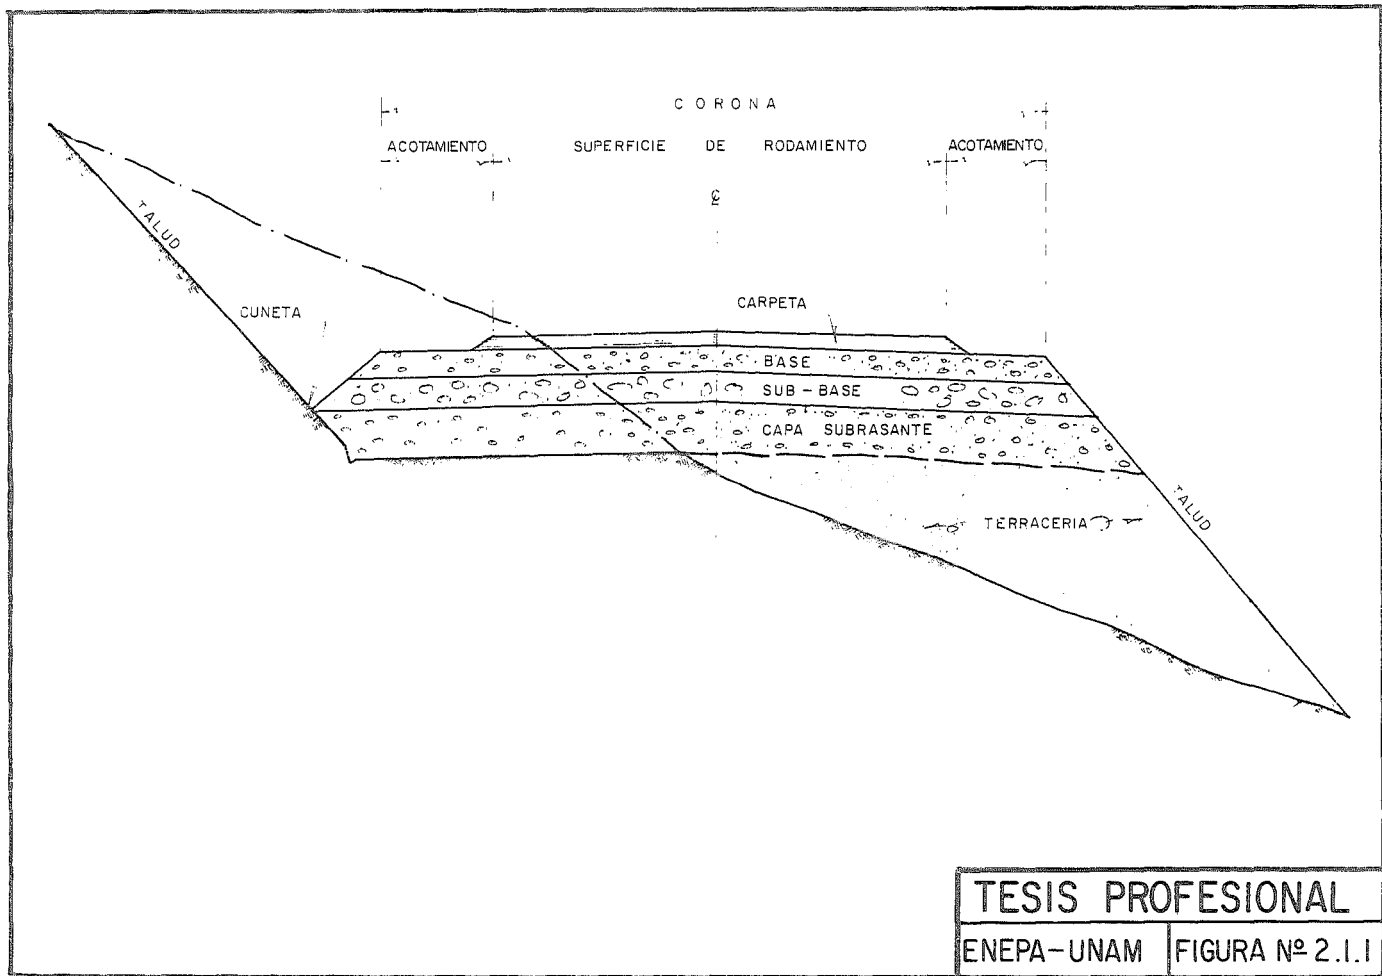 CORONA
ACOTAMIENTO SUPERFICIE DE RODAMIENTO ACOTAMIENTO
℄
TALUD
CUNETA
CARPETA
BASE
SUB-BASE
CAPA SUBRASANTE
TALUD
TERRACERIA
TESIS PROFESIONAL
ENEPA-UNAM FIGURA Nº 2.1.1